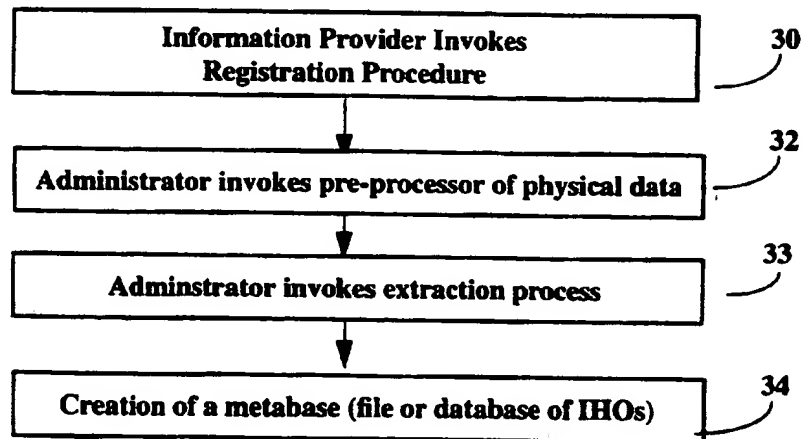 Information Provider Invokes
Registration Procedure
30
Administrator invokes pre-processor of physical data
32
Adminstrator invokes extraction process
33
Creation of a metabase (file or database of IHOs)
34